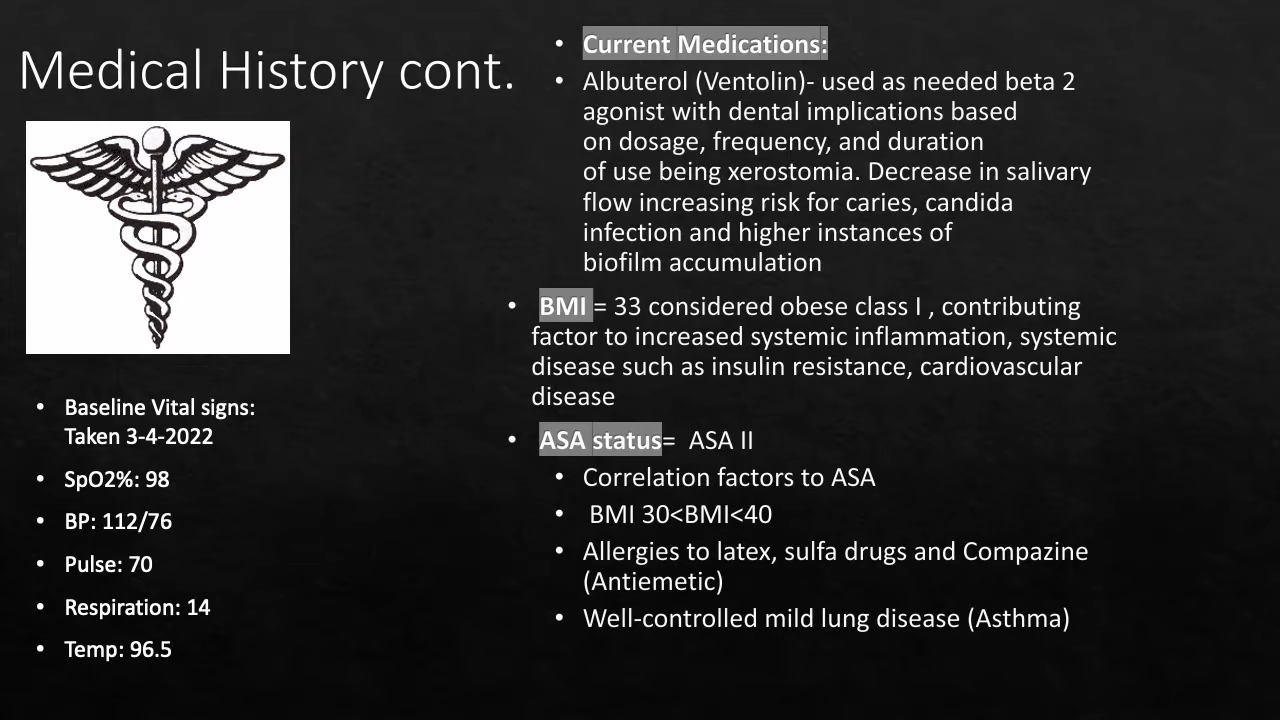 Medical History cont.
• Baseline Vital signs:
Taken 3-4-2022
• SpO2%: 98
• BP: 112/76
• Pulse: 70
• Respiration: 14
• Temp: 96.5
• Current Medications:
• Albuterol (Ventolin)- used as needed beta 2
agonist with dental implications based
on dosage, frequency, and duration
of use being xerostomia. Decrease in salivary
flow increasing risk for caries, candida
infection and higher instances of
biofilm accumulation
• BMI = 33 considered obese class I , contributing
factor to increased systemic inflammation, systemic
disease such as insulin resistance, cardiovascular
disease
• ASA status= ASA II
• Correlation factors to ASA
• BMI 30<BMI<40
• Allergies to latex, sulfa drugs and Compazine
(Antiemetic)
• Well-controlled mild lung disease (Asthma)